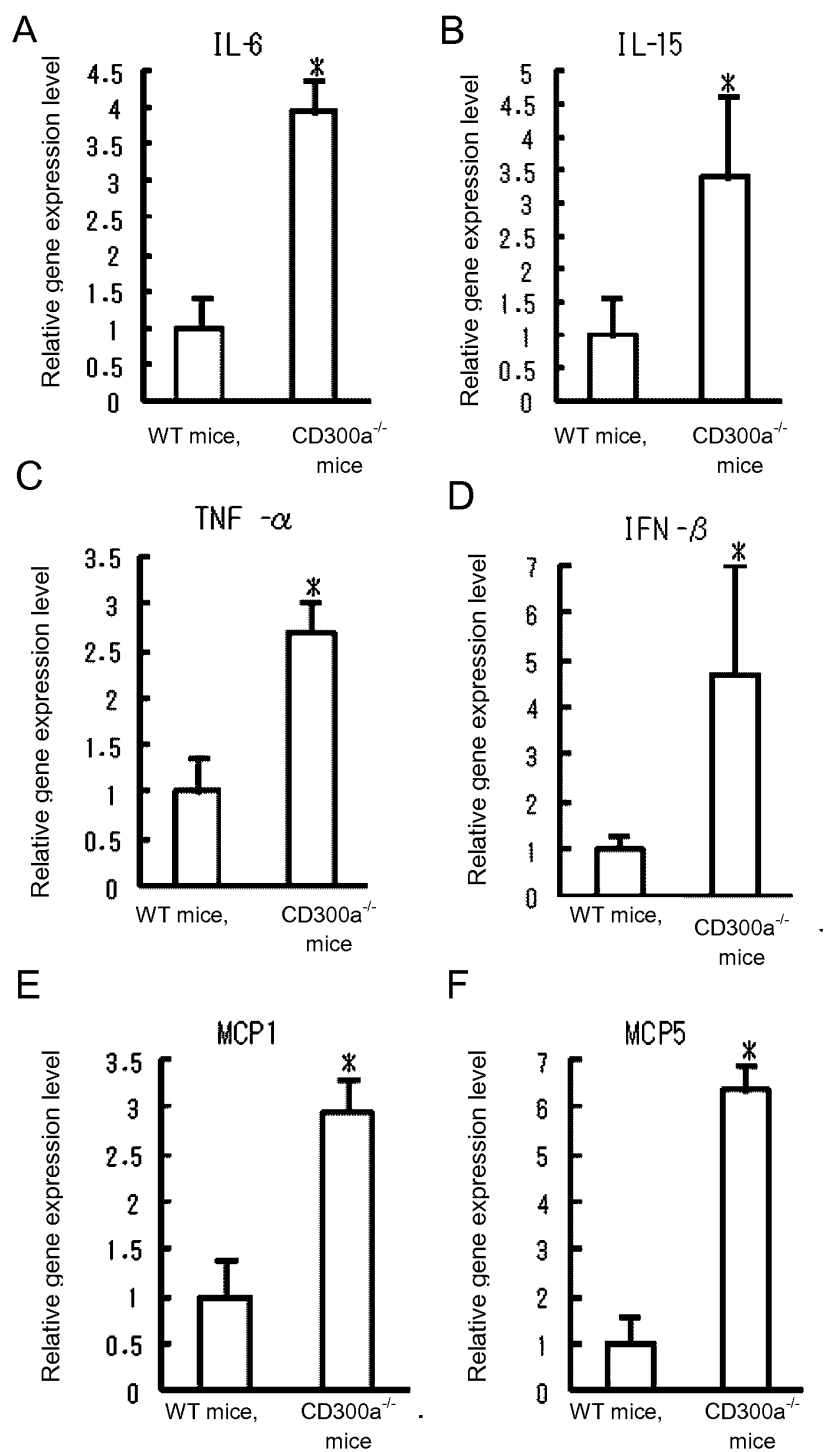 A
IL-6
Relative gene expression level
4.5
4
3.5
3
2.5
2
1.5
1
0.5
0
*
WT mice,
CD300a-/-
mice
B
IL-15
Relative gene expression level
5
4.5
4
3.5
3
2.5
2
1.5
1
0.5
0
*
WT mice,
CD300a-/-
mice
C
TNF -α
Relative gene expression level
3.5
3
2.5
2
1.5
1
0.5
0
*
WT mice,
CD300a-/-
mice
D
IFN -β
Relative gene expression level
7
6
5
4
3
2
1
0
*
WT mice,
CD300a-/-
mice
E
MCP1
Relative gene expression level
3.5
3
2.5
2
1.5
1
0.5
0
*
WT mice,
CD300a-/-
mice
F
MCP5
Relative gene expression level
7
6
5
4
3
2
1
0
*
WT mice,
CD300a-/-
mice